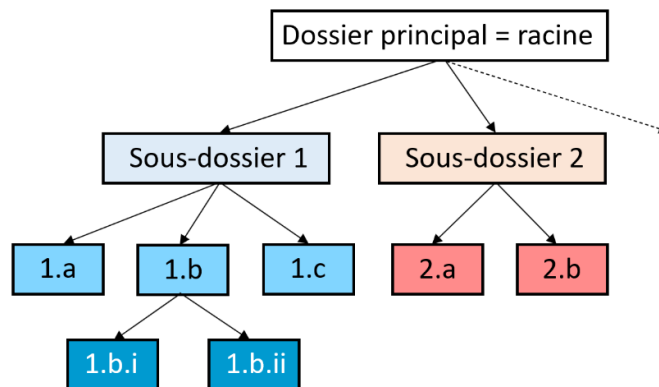 Dossier principal = racine
Sous-dossier 1
Sous-dossier 2
1.a
1.b
1.c
2.a
2.b
1.b.i
1.b.ii